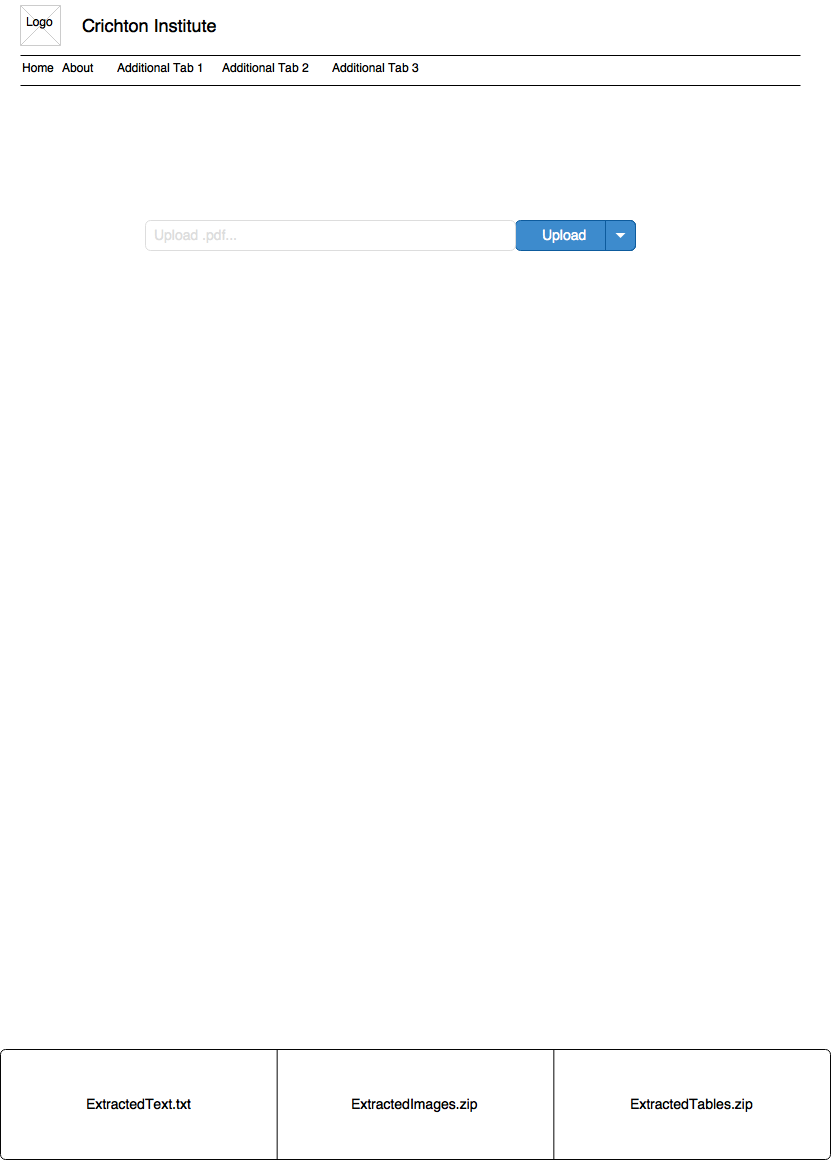 Logo
Crichton Institute
Home About Additional Tab 1 Additional Tab 2 Additional Tab 3
Upload .pdf... Upload
ExtractedText.txt ExtractedImages.zip ExtractedTables.zip